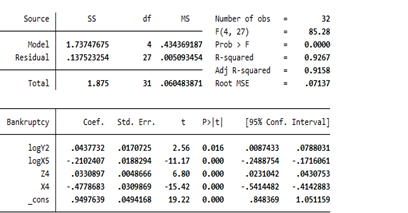 Source SS df MS Number of obs = 32
F(4, 27) = 85.28
Model 1.73747675 4 .434369187 Prob > F = 0.0000
Residual .137523254 27 .005093454 R-squared = 0.9267
Adj R-squared = 0.9158
Total 1.875 31 .060483871 Root MSE = .07137
Bankruptcy Coef. Std. Err. t P>|t| [95% Conf. Interval]
logY2 .0437732 .0170725 2.56 0.016 .0087433 .0788031
logX5 -.2102407 .0188294 -11.17 0.000 -.2488754 -.1716061
Z4 .0330897 .0048666 6.80 0.000 .0231042 .0430753
X4 -.4778683 .0309869 -15.42 0.000 -.5414482 -.4142883
_cons .9497639 .0494168 19.22 0.000 .848369 1.051159